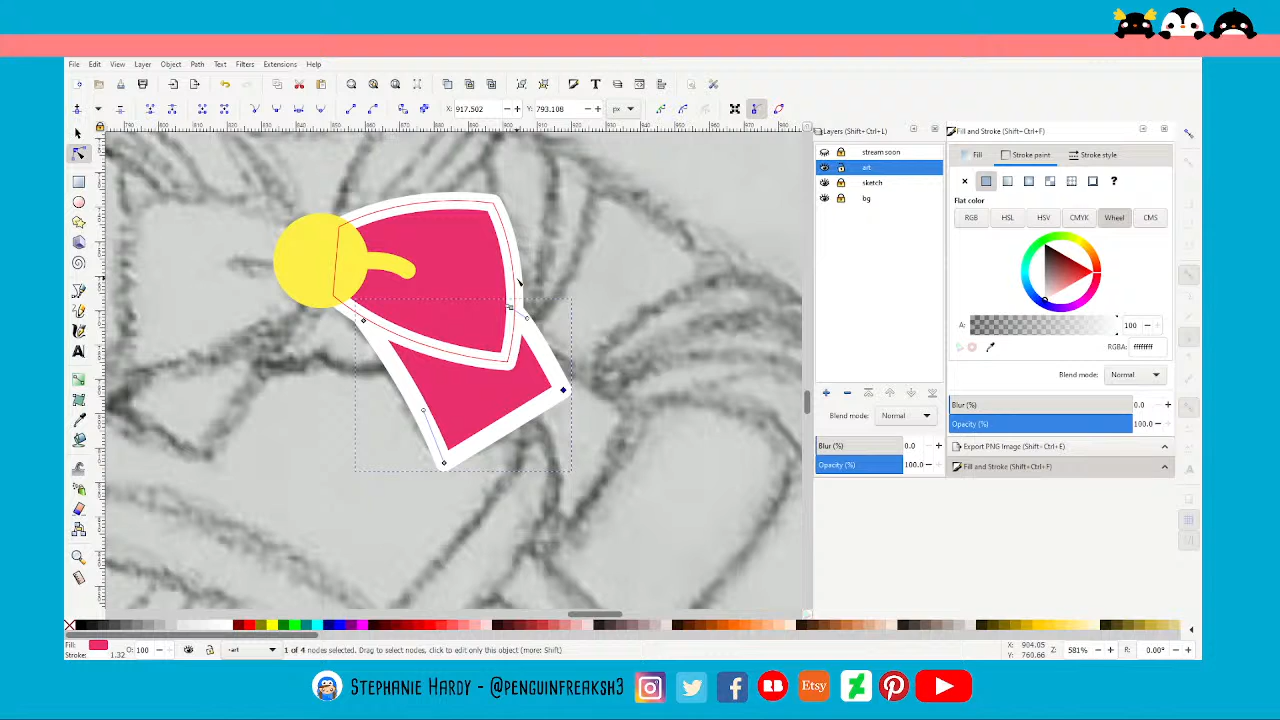 File Edit View Layer Object Path Text Filters Extensions Help
X: 917.502 Y: 793.108 px
Layers (Shift+Ctrl+L) Fill and Stroke (Shift+Ctrl+F)
stream soon
art
sketch
bg
Fill Stroke paint Stroke style
?
Flat color
RGB HSL HSV CMYK Wheel CMS
A: 100
RGBA: ffffffff
Blend mode: Normal
Blur (%) 0.0
Opacity (%) 100.0
Blend mode: Normal
Blur (%) 0.0
Opacity (%) 100.0
Export PNG Image (Shift+Ctrl+E)
Fill and Stroke (Shift+Ctrl+F)
Fill:
Stroke: 1.32
O: 100
art
1 of 4 nodes selected. Drag to select nodes, click to edit only this object (more: Shift)
X: 904.05
Y: 760.66
Z: 581%
R: 0.00°
Stephanie Hardy - @penguinfreaksh3
Etsy